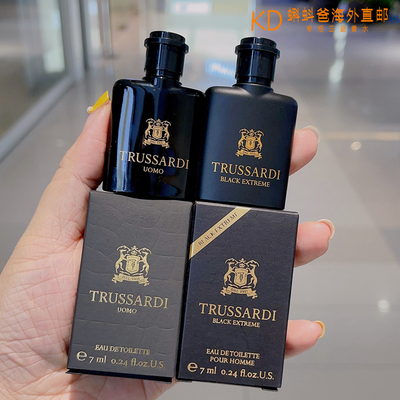 KD 蝌蚪爸海外直邮
TRUSSARDI
UOMO
TRUSSARDI
BLACK EXTREME
TRUSSARDI
UOMO
EAU DE TOILETTE
℮ 7 ml 0.24 fl.oz.U.S.
BLACK EXTREME
TRUSSARDI
BLACK EXTREME
EAU DE TOILETTE
POUR HOMME
℮ 7 ml 0.24 fl.oz.U.S.